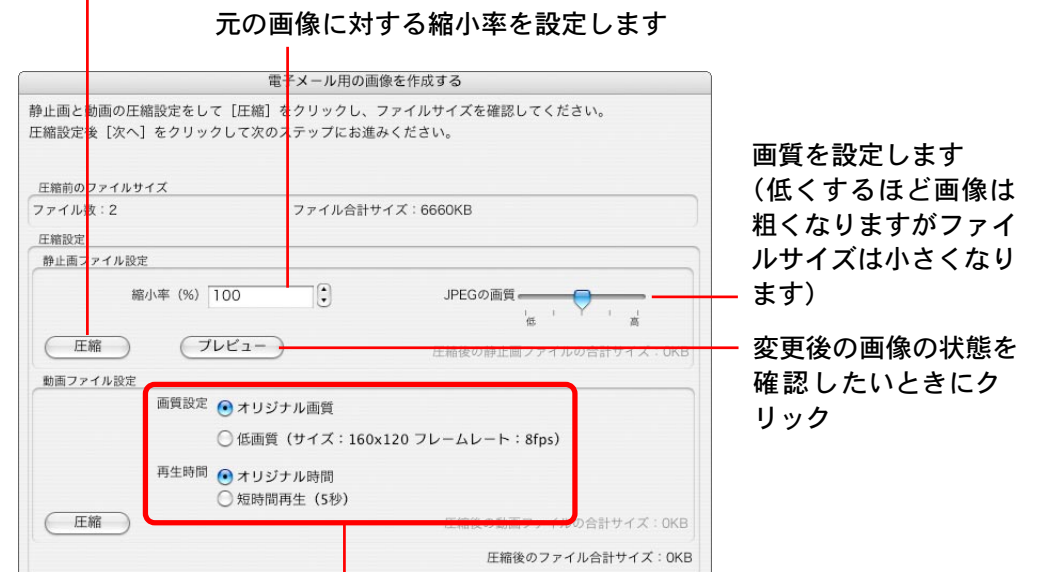 元の画像に対する縮小率を設定します
電子メール用の画像を作成する
静止画と動画の圧縮設定をして［圧縮］をクリックし、ファイルサイズを確認してください。
圧縮設定後［次へ］をクリックして次のステップにお進みください。
圧縮前のファイルサイズ
ファイル数：2 ファイル合計サイズ：6660KB
圧縮設定
静止画ファイル設定
縮小率（%） 100 JPEGの画質
低 高
圧縮 プレビュー 圧縮後の静止画ファイルの合計サイズ：0KB
動画ファイル設定
画質設定 オリジナル画質
低画質（サイズ：160x120 フレームレート：8fps）
再生時間 オリジナル時間
短時間再生（5秒）
圧縮 圧縮後の動画ファイルの合計サイズ：0KB
圧縮後のファイル合計サイズ：0KB
画質を設定します
（低くするほど画像は
粗くなりますがファイ
ルサイズは小さくなり
ます）
変更後の画像の状態を
確認したいときにク
リック